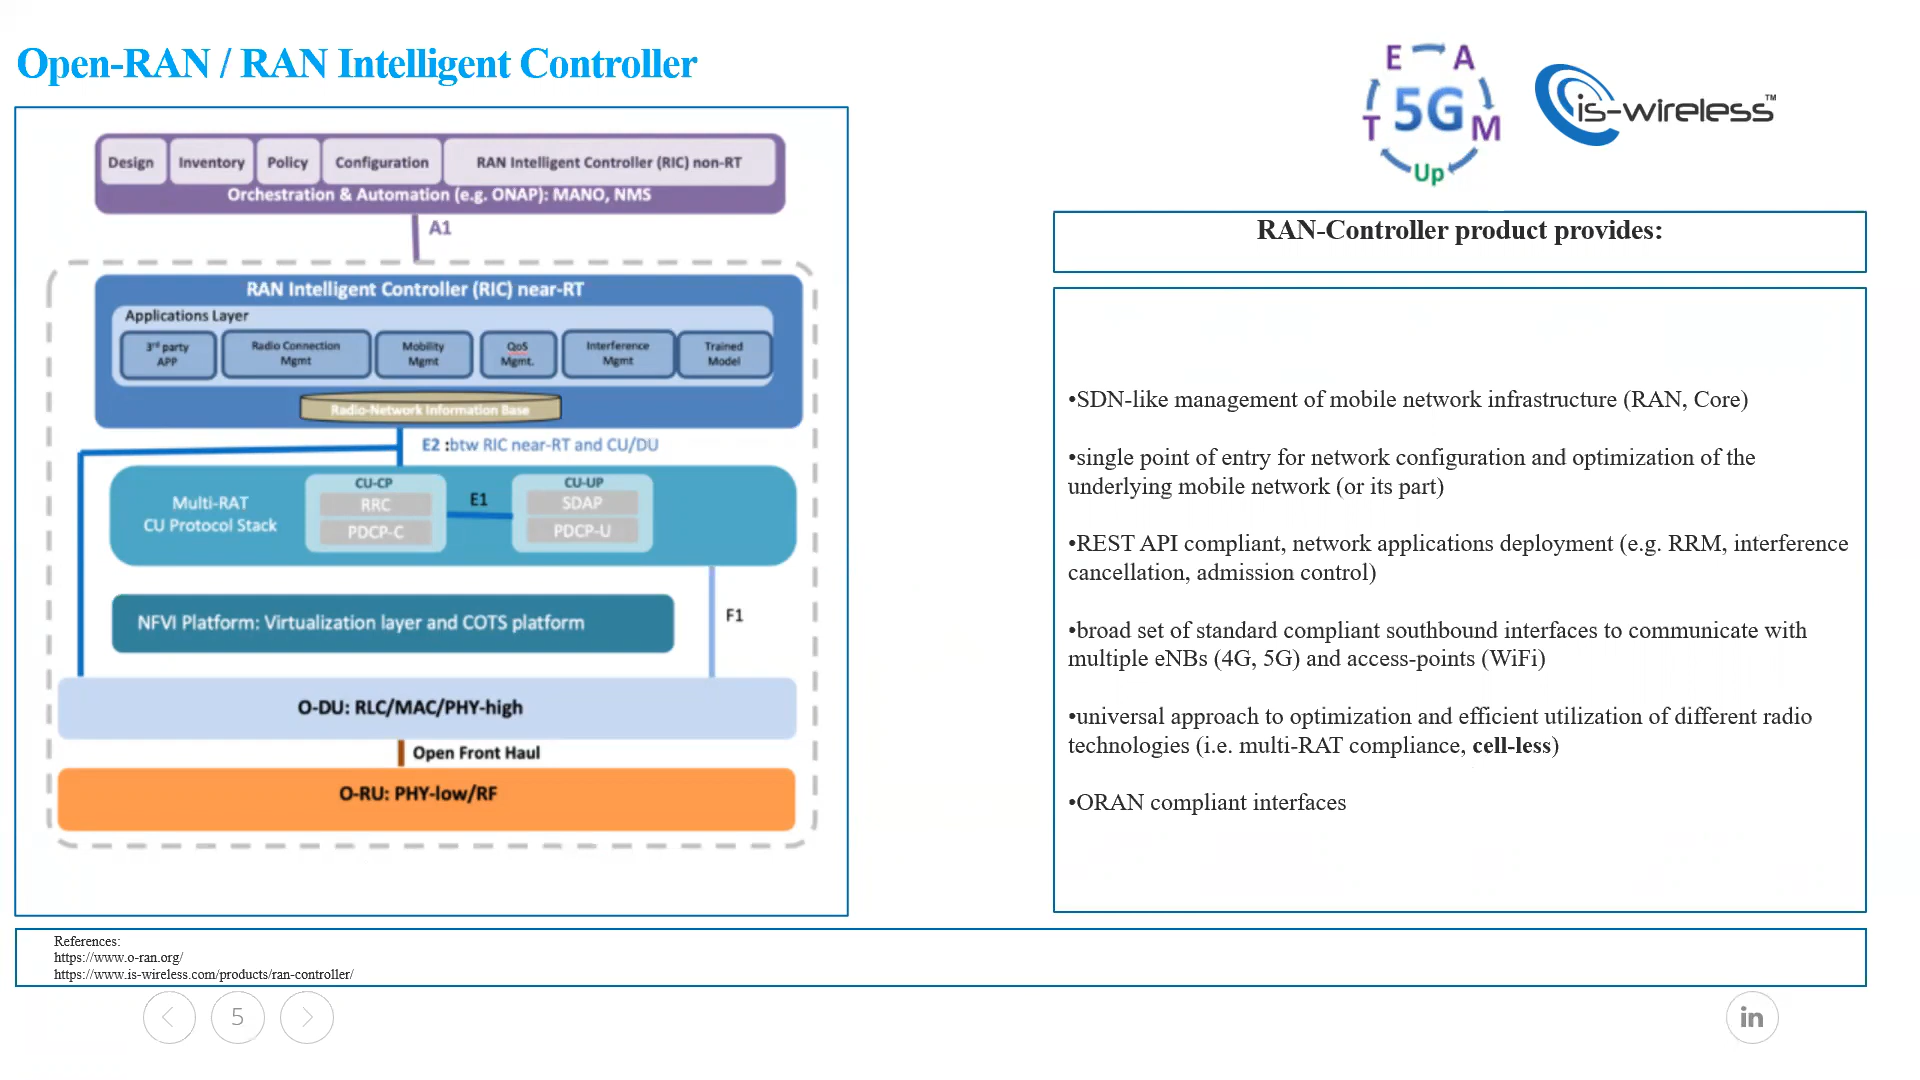 Open-RAN / RAN Intelligent Controller
E A
5G
T M
Up
is-wireless™
Design Inventory Policy Configuration RAN Intelligent Controller (RIC) non-RT
Orchestration & Automation (e.g. ONAP): MANO, NMS
A1
RAN Intelligent Controller (RIC) near-RT
Applications Layer
3rd party
APP
Radio Connection
Mgmt
Mobility
Mgmt
QoS
Mgmt.
Interference
Mgmt
Trained
Model
Radio-Network Information Base
E2 :btw RIC near-RT and CU/DU
Multi-RAT
CU Protocol Stack
CU-CP
RRC
PDCP-C
E1
CU-UP
SDAP
PDCP-U
NFVI Platform: Virtualization layer and COTS platform
F1
O-DU: RLC/MAC/PHY-high
Open Front Haul
O-RU: PHY-low/RF
RAN-Controller product provides:
•SDN-like management of mobile network infrastructure (RAN, Core)
•single point of entry for network configuration and optimization of the
underlying mobile network (or its part)
•REST API compliant, network applications deployment (e.g. RRM, interference
cancellation, admission control)
•broad set of standard compliant southbound interfaces to communicate with
multiple eNBs (4G, 5G) and access-points (WiFi)
•universal approach to optimization and efficient utilization of different radio
technologies (i.e. multi-RAT compliance, cell-less)
•ORAN compliant interfaces
References:
https://www.o-ran.org/
https://www.is-wireless.com/products/ran-controller/
5
in